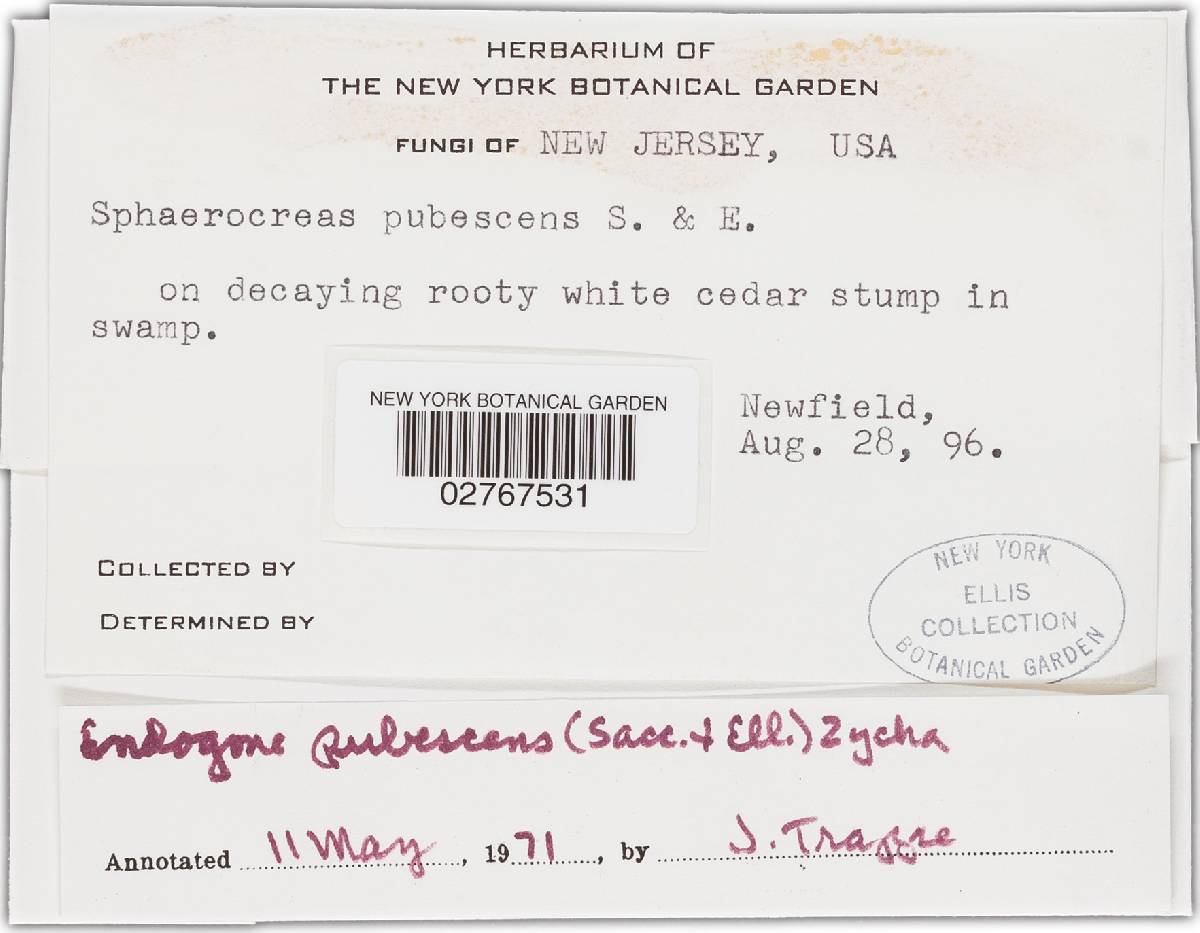 HERBARIUM OF
THE NEW YORK BOTANICAL GARDEN
FUNGI OF NEW JERSEY, USA
Sphaerocreas pubescens S. & E.
on decaying rooty white cedar stump in
swamp.
NEW YORK BOTANICAL GARDEN
02767531
Newfield,
Aug. 28, 96.
COLLECTED BY
DETERMINED BY
NEW YORK
ELLIS
COLLECTION
BOTANICAL GARDEN
Endogone pubescens (Sacc. & Ell.) Zycha
Annotated 11 May, 1971, by J. Trappe